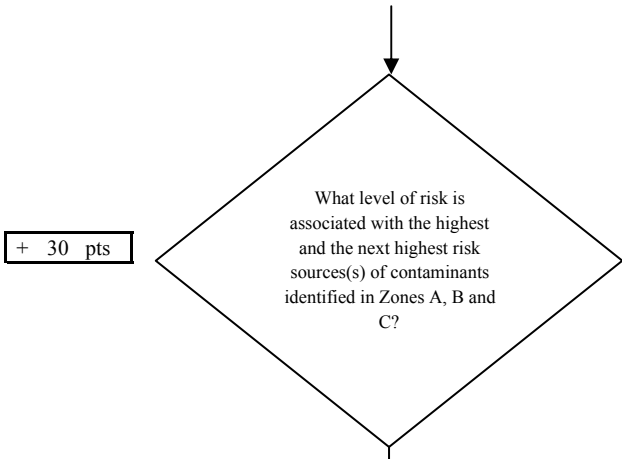 What level of risk is
associated with the highest
+ 30 pts
and the next highest risk
sources(s) of contaminants
identified in Zones A, B and
C?